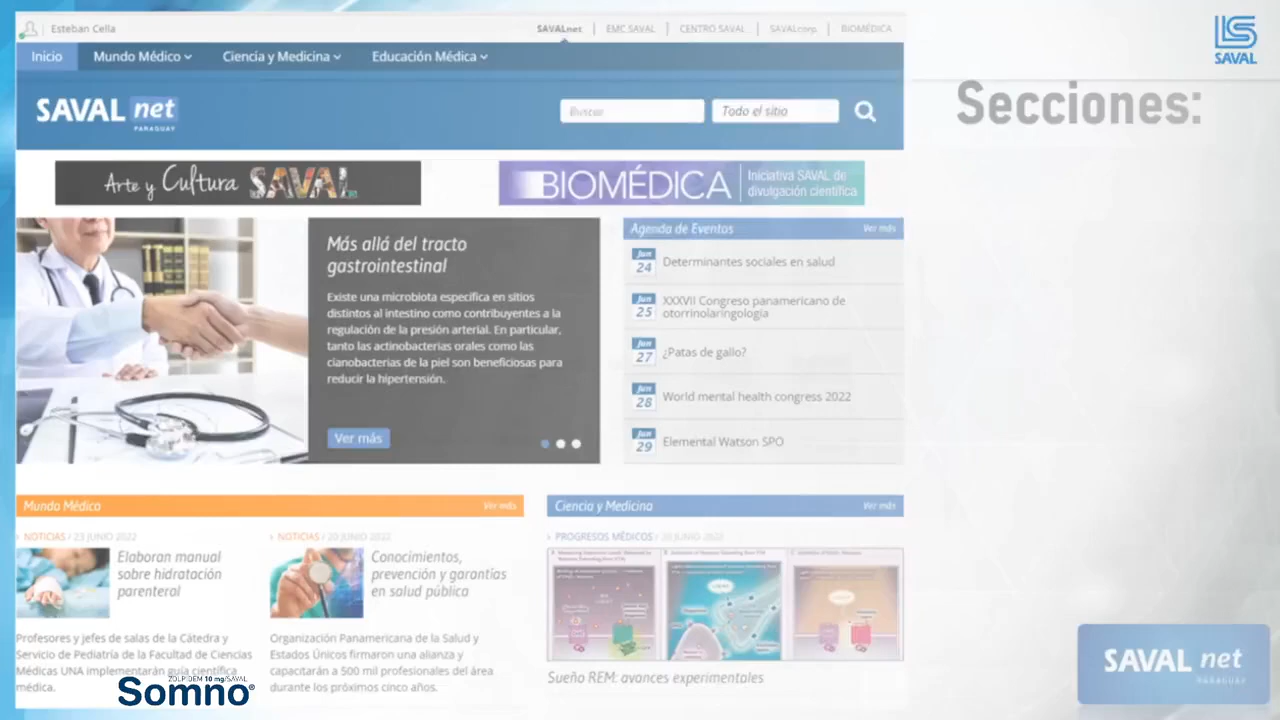 Esteban Cella
SAVALnet
EMC SAVAL
CENTRO SAVAL
SAVALcorp.
BIOMÉDICA
SAVAL
Inicio
Mundo Médico
Ciencia y Medicina
Educación Médica
SAVAL net
PARAGUAY
Buscar
Todo el sitio
Secciones:
Arte y Cultura SAVAL
BIOMÉDICA
Iniciativa SAVAL de
divulgación científica
Más allá del tracto
gastrointestinal
Existe una microbiota específica en sitios
distintos al intestino como contribuyentes a la
regulación de la presión arterial. En particular,
tanto las actinobacterias orales como las
cianobacterias de la piel son beneficiosas para
reducir la hipertensión.
Ver más
Agenda de Eventos
Ver más
Jun
24
Determinantes sociales en salud
Jun
25
XXXVII Congreso panamericano de
otorrinolaringología
Jun
27
¿Patas de gallo?
Jun
28
World mental health congress 2022
Jun
29
Elemental Watson SPO
Mundo Médico
Ver más
NOTICIAS / 23 JUNIO 2022
Elaboran manual
sobre hidratación
parenteral
Profesores y jefes de salas de la Cátedra y
Servicio de Pediatría de la Facultad de Ciencias
Médicas UNA implementarán guía científica
médica.
NOTICIAS / 20 JUNIO 2022
Conocimientos,
prevención y garantías
en salud pública
Organización Panamericana de la Salud y
Estados Unicos firmaron una alianza y
capacitarán a 500 mil profesionales del área
durante los próximos cinco años.
Ciencia y Medicina
Ver más
PROGRESOS MÉDICOS / 20 JUNIO 2022
Sueño REM: avances experimentales
ZOLPIDEM 10 mg/SAVAL
Somno®
SAVAL net
PARAGUAY